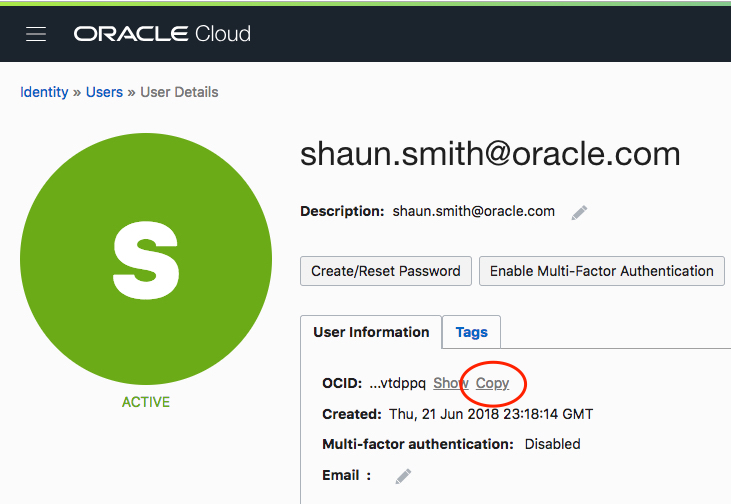 ORACLE Cloud
Identity » Users » User Details
shaun.smith@oracle.com
Description: shaun.smith@oracle.com
Create/Reset Password Enable Multi-Factor Authentication
S
ACTIVE
User Information Tags
OCID: ...vtdppq Show Copy
Created: Thu, 21 Jun 2018 23:18:14 GMT
Multi-factor authentication: Disabled
Email :